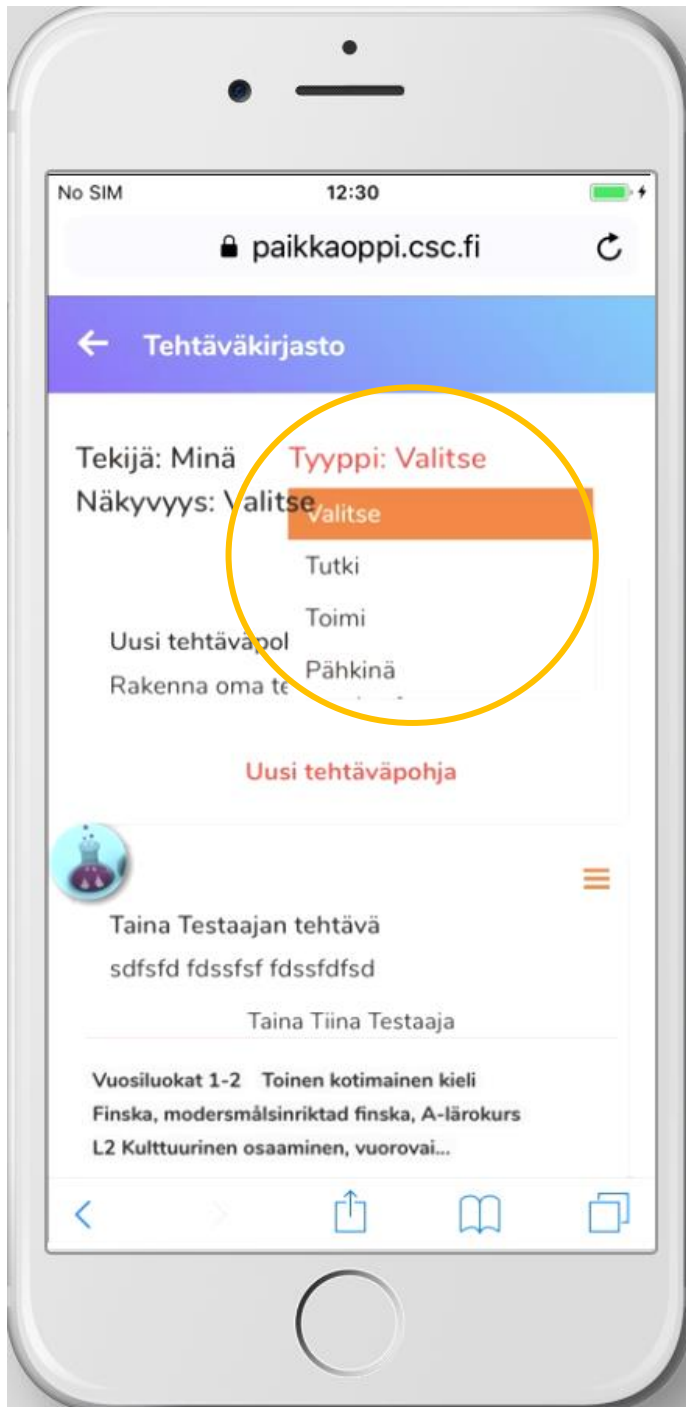 No SIM 12:30
paikkaoppi.csc.fi
Tehtäväkirjasto
Tekijä: Minä Tyyppi: Valitse
Näkyvyys: Valitse
Valitse
Tutki
Toimi
Pähkinä
Uusi tehtäväpoh
Rakenna oma te
Uusi tehtäväpohja
Taina Testaajan tehtävä
sdfsfd fdssfsf fdssfdfsd
Taina Tiina Testaaja
Vuosiluokat 1-2 Toinen kotimainen kieli
Finska, modersmålsinriktad finska, A-lärokurs
L2 Kulttuurinen osaaminen, vuorovai...